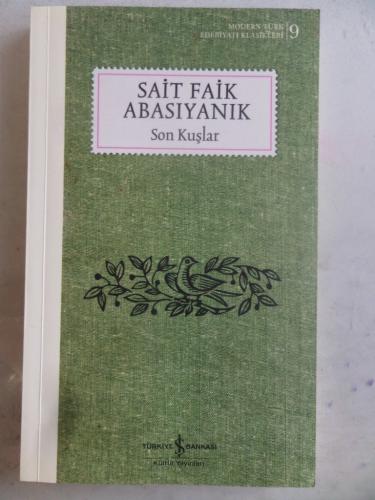 MODERN TÜRK
EDEBİYATI KLASİKLERİ | 9
SAİT FAİK
ABASIYANIK
Son Kuşlar
TÜRKİYE İŞ BANKASI
Kültür Yayınları